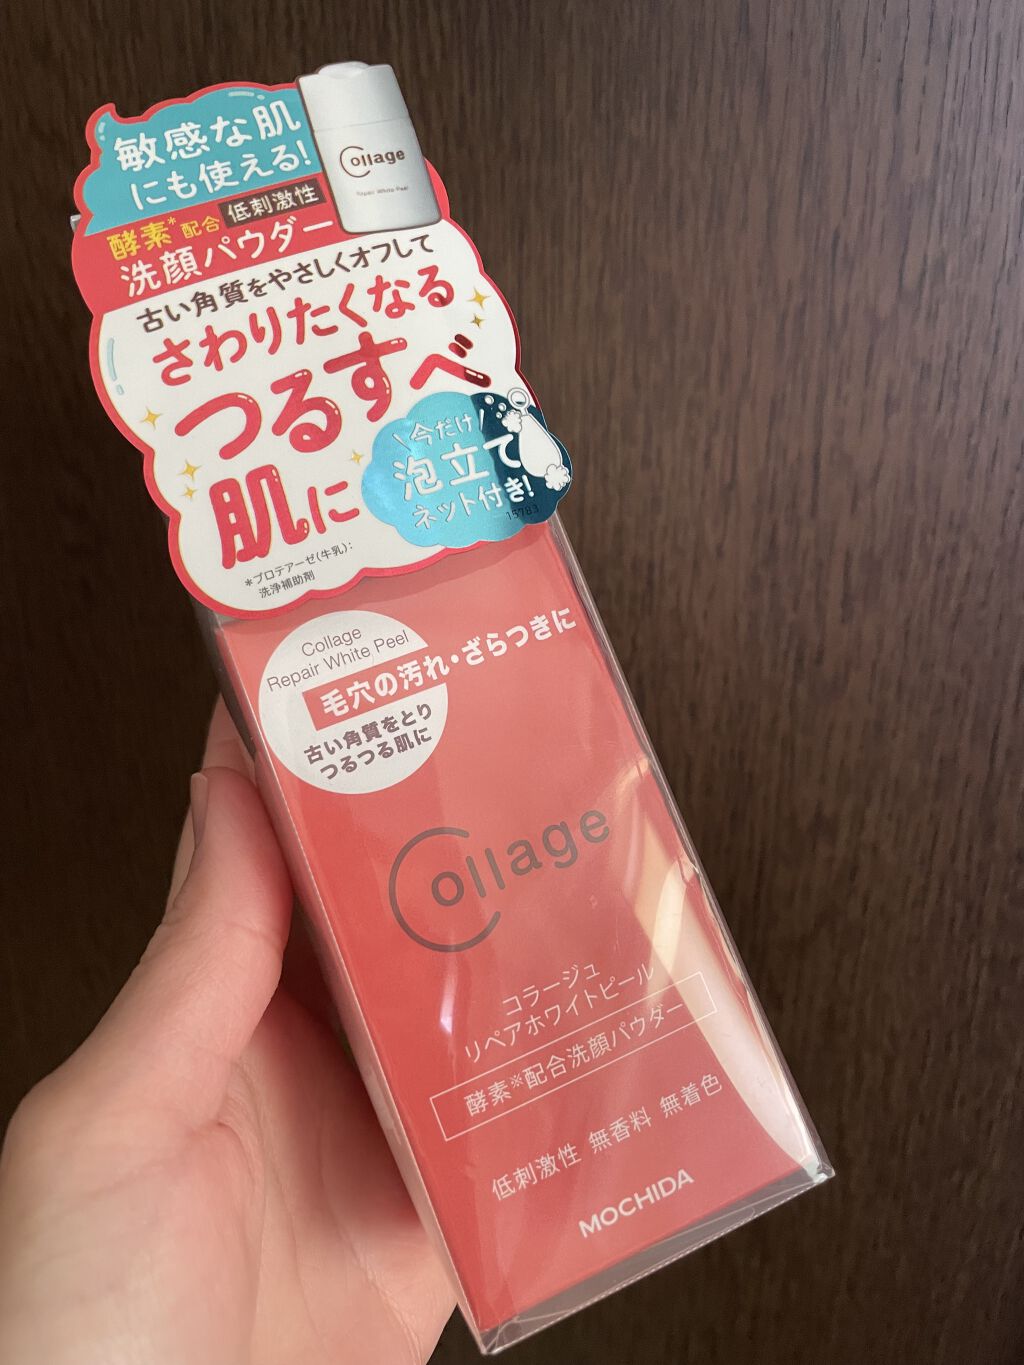 敏感な肌
にも使える!
Collage
Repair White-Peel
酵素*配合 低刺激性
洗顔パウダー
古い角質をやさしくオフして
さわりたくなる
つるすべ
肌に
\今だけ/
泡立て
ネット付き!
15783
*プロテアーゼ(牛乳):
洗浄補助剤
Collage
Repair White Peel
毛穴の汚れ・ざらつきに
古い角質をとり
つるつる肌に
Collage
コラージュ
リペアホワイトピール
酵素※配合洗顔パウダー
低刺激性 無香料 無着色
MOCHIDA